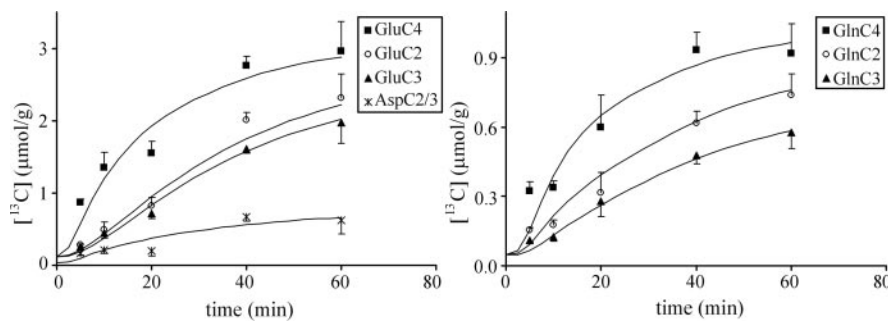 GluC4
GluC2
GluC3
AspC2/3
[¹³C] (μmol/g)
3
2
1
0
0 20 40 60 80
time (min)
GlnC4
GlnC2
GlnC3
[¹³C] (μmol/g)
0.9
0.6
0.3
0.0
0 20 40 60 80
time (min)